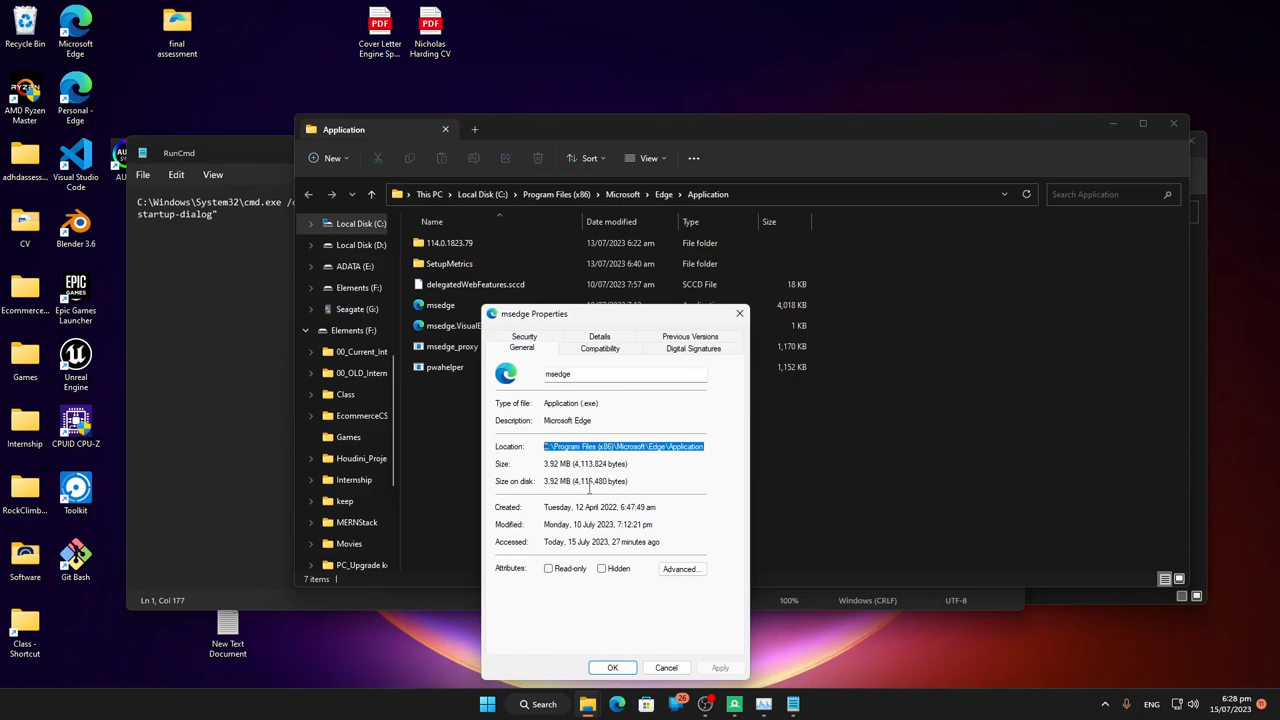 Recycle Bin
Microsoft
Edge
final
assessment
PDF
Cover Letter
Engine Sp...
PDF
Nicholas
Harding CV
RYZEN
AMD Ryzen
Master
Personal -
Edge
adhdassess...
Visual Studio
Code
AU
CV
Blender 3.6
Ecommerce...
EPIC
GAMES
Epic Games
Launcher
Games
Unreal
Engine
Internship
CPUID CPU-Z
RockClimb...
Toolkit
Software
Git Bash
Class -
Shortcut
New Text
Document
RunCmd
File Edit View
C:\Windows\System32\cmd.exe /
startup-dialog"
Ln 1, Col 177
100%
Windows (CRLF)
UTF-8
Application
New
Sort
View
This PC > Local Disk (C:) > Program Files (x86) > Microsoft > Edge > Application
Search Application
Name Date modified Type Size
Local Disk (C:)
Local Disk (D:)
ADATA (E:)
Elements (F:)
Seagate (G:)
Elements (F:)
00_Current_Int
00_OLD_Intern
Class
EcommerceCS
Games
Houdini_Proje
Internship
keep
MERNStack
Movies
PC_Upgrade k
114.0.1823.79 13/07/2023 6:22 am File folder
SetupMetrics 13/07/2023 6:40 am File folder
delegatedWebFeatures.sccd 10/07/2023 7:57 am SCCD File 18 KB
msedge 4,018 KB
msedge.VisualE 1 KB
msedge_proxy 1,170 KB
pwahelper 1,152 KB
7 items
msedge Properties
Security Details Previous Versions
General Compatibility Digital Signatures
msedge
Type of file: Application (.exe)
Description: Microsoft Edge
Location: C:\Program Files (x86)\Microsoft\Edge\Application
Size: 3.92 MB (4,113,824 bytes)
Size on disk: 3.92 MB (4,116,480 bytes)
Created: Tuesday, 12 April 2022, 6:47:49 am
Modified: Monday, 10 July 2023, 7:12:21 pm
Accessed: Today, 15 July 2023, 27 minutes ago
Attributes: Read-only Hidden Advanced...
OK Cancel Apply
Search
26
ENG
6:28 pm
15/07/2023
11